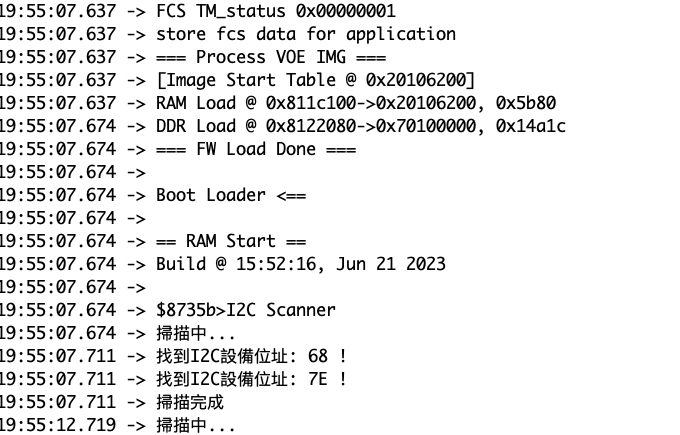 19:55:07.637 -> FCS TM_status 0x00000001
19:55:07.637 -> store fcs data for application
19:55:07.637 -> === Process VOE IMG ===
19:55:07.637 -> [Image Start Table @ 0x20106200]
19:55:07.637 -> RAM Load @ 0x811c100->0x20106200, 0x5b80
19:55:07.674 -> DDR Load @ 0x8122080->0x70100000, 0x14a1c
19:55:07.674 -> === FW Load Done ===
19:55:07.674 ->
19:55:07.674 -> Boot Loader <==
19:55:07.674 ->
19:55:07.674 -> == RAM Start ==
19:55:07.674 -> Build @ 15:52:16, Jun 21 2023
19:55:07.674 ->
19:55:07.674 -> $8735b>I2C Scanner
19:55:07.674 -> 掃描中...
19:55:07.711 -> 找到I2C設備位址: 68 !
19:55:07.711 -> 找到I2C設備位址: 7E !
19:55:07.711 -> 掃描完成
19:55:12.719 -> 掃描中...